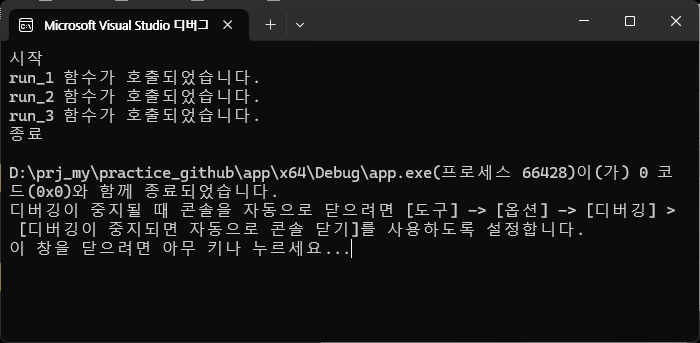 Microsoft Visual Studio 디버그
시작
run_1 함수가 호출되었습니다.
run_2 함수가 호출되었습니다.
run_3 함수가 호출되었습니다.
종료
D:\prj_my\practice_github\app\x64\Debug\app.exe(프로세스 66428)이(가) 0 코
드(0x0)와 함께 종료되었습니다.
디버깅이 중지될 때 콘솔을 자동으로 닫으려면 [도구] -> [옵션] -> [디버깅] >
[디버깅이 중지되면 자동으로 콘솔 닫기]를 사용하도록 설정합니다.
이 창을 닫으려면 아무 키나 누르세요...